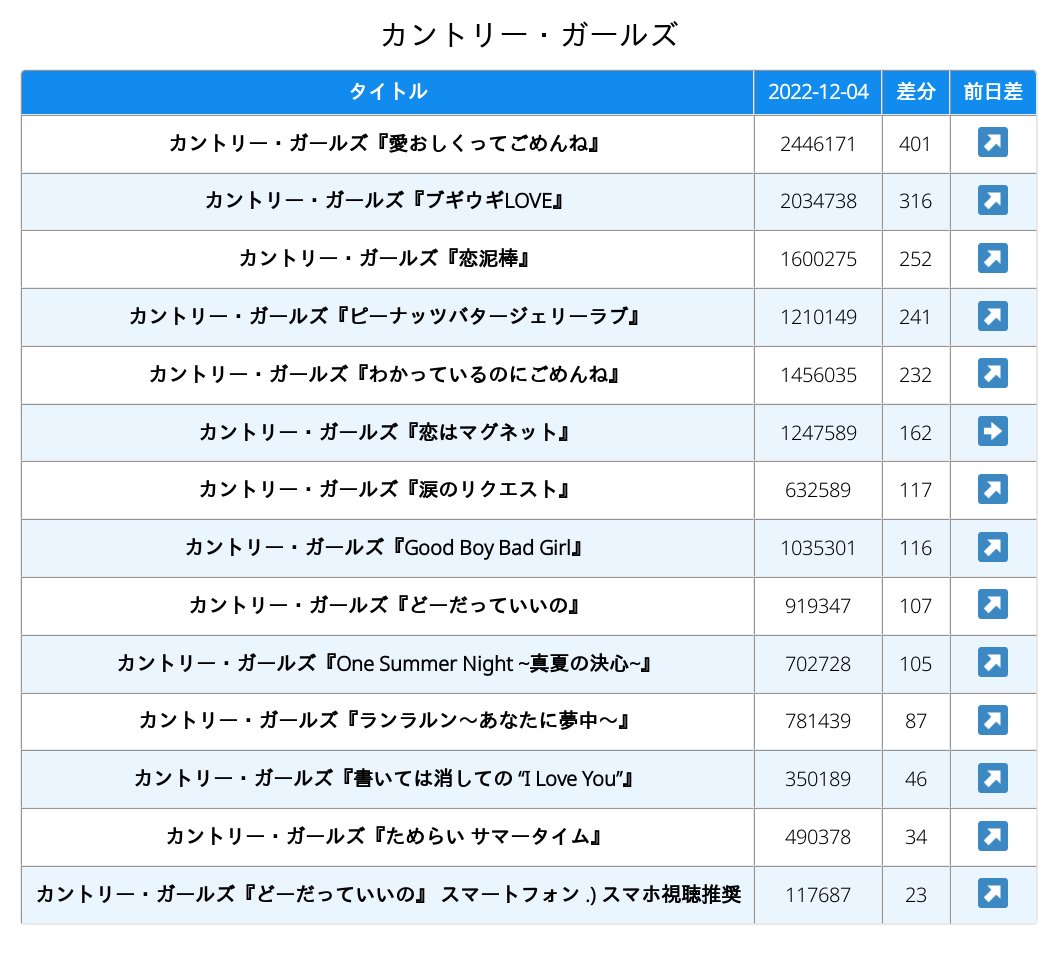 カントリー・ガールズ
タイトル 2022-12-04 差分 前日差
カントリー・ガールズ『愛おしくってごめんね』 2446171 401
カントリー・ガールズ『ブギウギLOVE』 2034738 316
カントリー・ガールズ『恋泥棒』 1600275 252
カントリー・ガールズ『ピーナッツバタージェリーラブ』 1210149 241
カントリー・ガールズ『わかっているのにごめんね』 1456035 232
カントリー・ガールズ『恋はマグネット』 1247589 162
カントリー・ガールズ『涙のリクエスト』 632589 117
カントリー・ガールズ『Good Boy Bad Girl』 1035301 116
カントリー・ガールズ『どーだっていいの』 919347 107
カントリー・ガールズ『One Summer Night ~真夏の決心~』 702728 105
カントリー・ガールズ『ランラルン～あなたに夢中～』 781439 87
カントリー・ガールズ『書いては消しての “I Love You”』 350189 46
カントリー・ガールズ『ためらい サマータイム』 490378 34
カントリー・ガールズ『どーだっていいの』 スマートフォン .) スマホ視聴推奨 117687 23